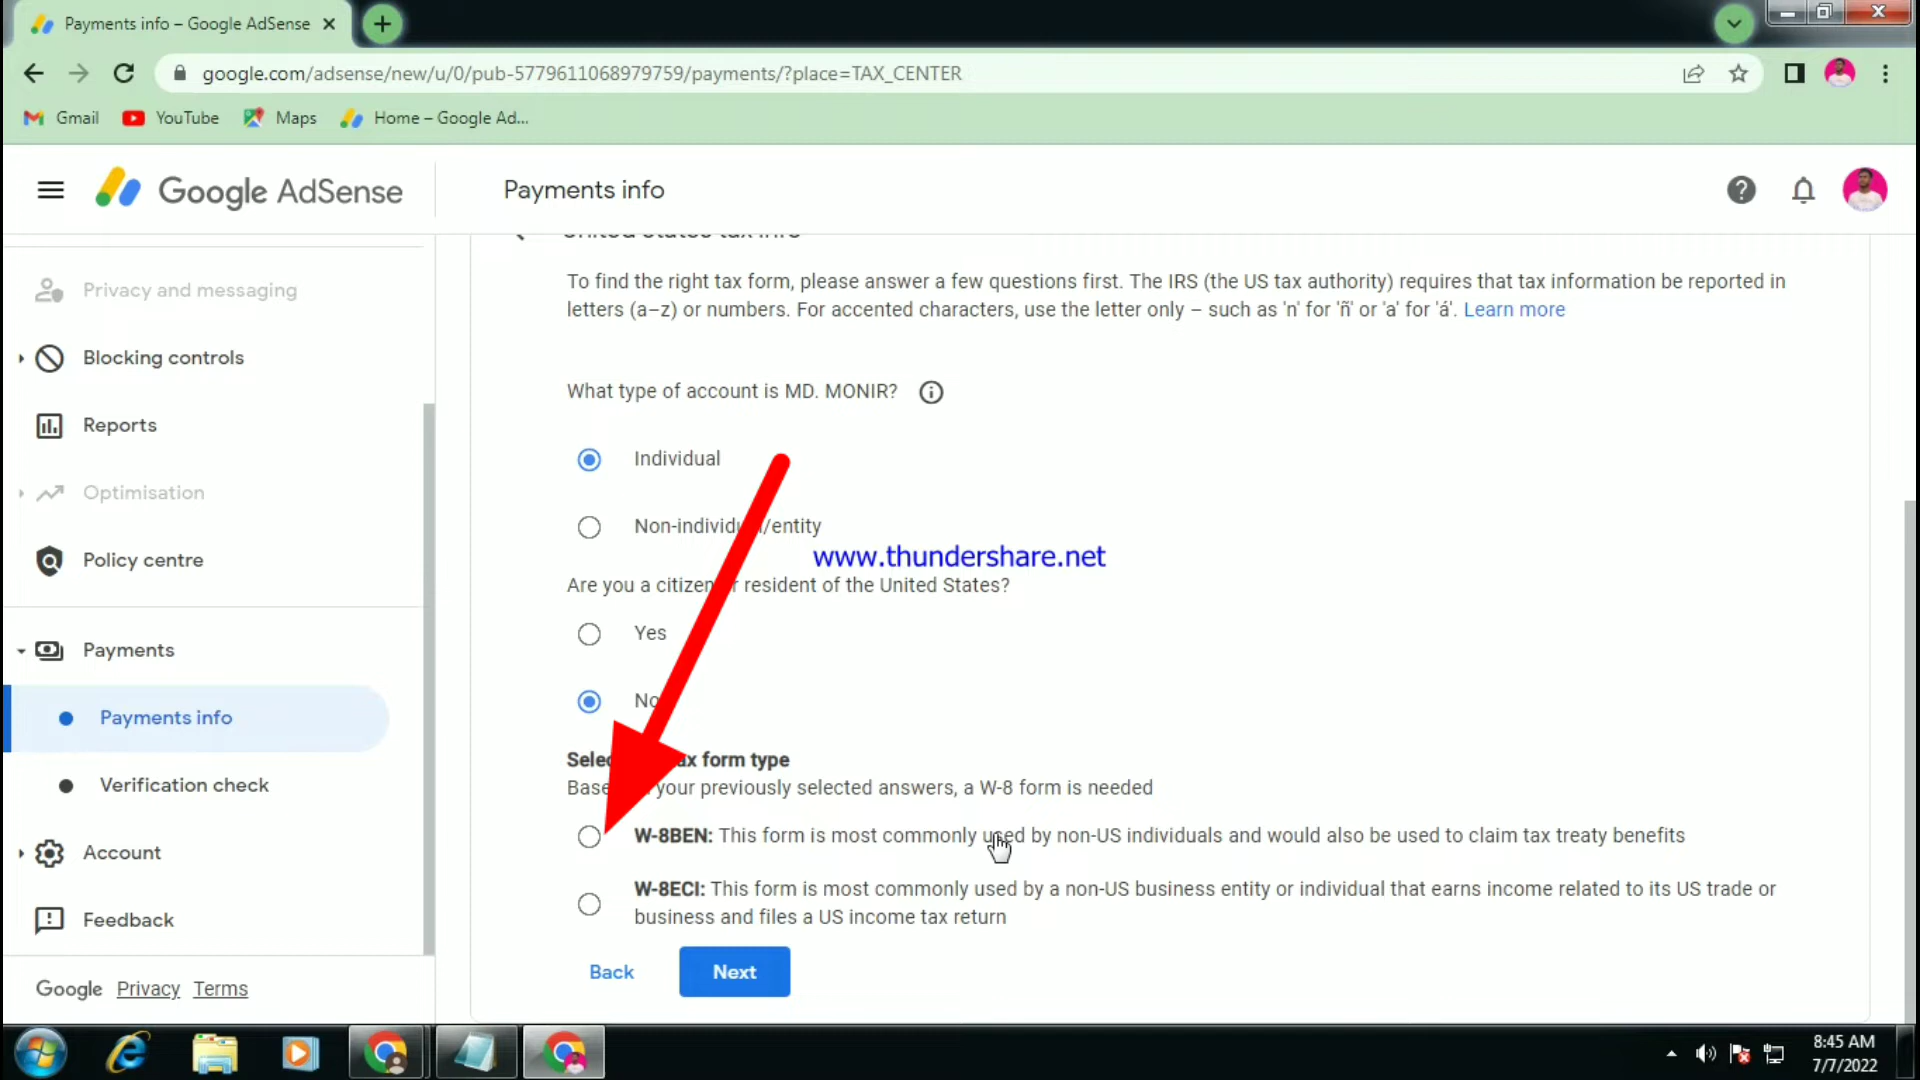 Payments info – Google AdSense
google.com/adsense/new/u/0/pub-5779611068979759/payments/?place=TAX_CENTER
Gmail YouTube Maps Home – Google Ad...
Google AdSense
Payments info
United States tax info
To find the right tax form, please answer a few questions first. The IRS (the US tax authority) requires that tax information be reported in
letters (a–z) or numbers. For accented characters, use the letter only – such as 'n' for 'ñ' or 'a' for 'á'. Learn more
What type of account is MD. MONIR?
Individual
Non-individual/entity
www.thundershare.net
Are you a citizen or resident of the United States?
Yes
No
tax form type
your previously selected answers, a W-8 form is needed
W-8BEN: This form is most commonly used by non-US individuals and would also be used to claim tax treaty benefits
W-8ECI: This form is most commonly used by a non-US business entity or individual that earns income related to its US trade or
business and files a US income tax return
Back Next
Privacy and messaging
Blocking controls
Reports
Optimisation
Policy centre
Payments
Payments info
Verification check
Account
Feedback
Google Privacy Terms
8:45 AM
7/7/2022